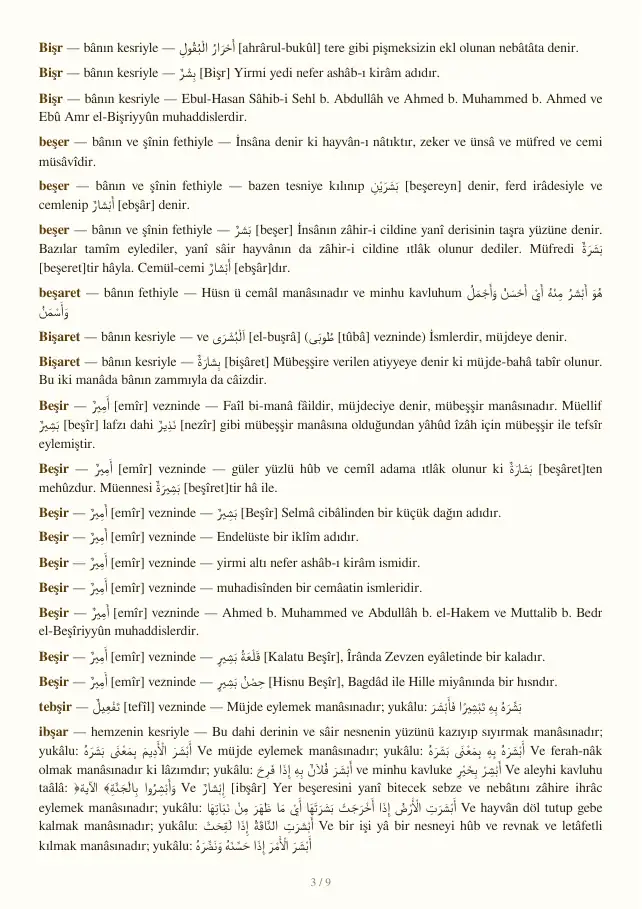 Bişr — bânın kesriyle — أَحْرَارُ الْبُقُولِ [ahrârul-bukûl] tere gibi pişmeksizin ekl olunan nebâtâta denir.
Bişr — bânın kesriyle — بِشْرٌ [Bişr] Yirmi yedi nefer ashâb-ı kirâm adıdır.
Bişr — bânın kesriyle — Ebul-Hasan Sâhib-i Sehl b. Abdullâh ve Ahmed b. Muhammed b. Ahmed ve
Ebû Amr el-Bişriyyûn muhaddislerdir.
beşer — bânın ve şînin fethiyle — İnsâna denir ki hayvân-ı nâtıktır, zeker ve ünsâ ve müfred ve cemi
müsâvîdir.
beşer — bânın ve şînin fethiyle — bazen tesniye kılınıp بَشَرَيْنِ [beşereyn] denir, ferd irâdesiyle ve
cemlenip أَبْشَارٌ [ebşâr] denir.
beşer — bânın ve şînin fethiyle — بَشَرٌ [beşer] İnsânın zâhir-i cildine yanî derisinin taşra yüzüne denir.
Bazılar tamîm eylediler, yanî sâir hayvânın da zâhir-i cildine ıtlâk olunur dediler. Müfredi بَشَرَةٌ
[beşeret]tir hâyla. Cemül-cemi أَبْشَارٌ [ebşâr]dır.
beşaret — bânın fethiyle — Hüsn ü cemâl manâsınadır ve minhu kavluhum هُوَ أَبْشَرُ مِنْهُ أَيْ أَحْسَنُ وَأَجْمَلُ
وَأَسْمَنُ
Bişaret — bânın kesriyle — ve اَلْبُشْرَى [el-buşrâ] (طُوبَى [tûbâ] vezninde) İsmlerdir, müjdeye denir.
Bişaret — bânın kesriyle — بِشَارَةٌ [bişâret] Mübeşşire verilen atiyyeye denir ki müjde-bahâ tabîr olunur.
Bu iki manâda bânın zammıyla da câizdir.
Beşir — أَمِيرٌ [emîr] vezninde — Faîl bi-manâ fâildir, müjdeciye denir, mübeşşir manâsınadır. Müellif
بَشِيرٌ [beşîr] lafzı dahi نَذِيرٌ [nezîr] gibi mübeşşir manâsına olduğundan yâhûd îzâh için mübeşşir ile tefsîr
eylemiştir.
Beşir — أَمِيرٌ [emîr] vezninde — güler yüzlü hûb ve cemîl adama ıtlâk olunur ki بَشَارَةٌ [beşâret]ten
mehûzdur. Müennesi بَشِيرَةٌ [beşîret]tir hâ ile.
Beşir — أَمِيرٌ [emîr] vezninde — بَشِيرٌ [Beşîr] Selmâ cibâlinden bir küçük dağın adıdır.
Beşir — أَمِيرٌ [emîr] vezninde — Endelüste bir iklîm adıdır.
Beşir — أَمِيرٌ [emîr] vezninde — yirmi altı nefer ashâb-ı kirâm ismidir.
Beşir — أَمِيرٌ [emîr] vezninde — muhadisînden bir cemâatin ismleridir.
Beşir — أَمِيرٌ [emîr] vezninde — Ahmed b. Muhammed ve Abdullâh b. el-Hakem ve Muttalib b. Bedr
el-Beşîriyyûn muhaddislerdir.
Beşir — أَمِيرٌ [emîr] vezninde — قَلْعَةُ بَشِيرٍ [Kalatu Beşîr], Îrânda Zevzen eyâletinde bir kaladır.
Beşir — أَمِيرٌ [emîr] vezninde — حِصْنُ بَشِيرٍ [Hisnu Beşîr], Bagdâd ile Hille miyânında bir hısndır.
tebşir — تَفْعِيلٌ [tefîl] vezninde — Müjde eylemek manâsınadır; yukâlu: بَشَّرَهُ بِهِ تَبْشِيرًا فَأَبْشَرَ
ibşar — hemzenin kesriyle — Bu dahi derinin ve sâir nesnenin yüzünü kazıyıp sıyırmak manâsınadır;
yukâlu: أَبْشَرَ الْأَدِيمَ بِمَعْنَى بَشَرَهُ Ve müjde eylemek manâsınadır; yukâlu: أَبْشَرَهُ بِهِ بِمَعْنَى بَشَرَهُ Ve ferah-nâk
olmak manâsınadır ki lâzımdır; yukâlu: أَبْشَرَ فُلَانٌ بِهِ إِذَا فَرِحَ ve minhu kavluke أَبْشِرْ بِخَيْرٍ Ve aleyhi kavluhu
taâlâ: ﴿وَأَبْشِرُوا بِالْجَنَّةِ﴾ الآية Ve إِبْشَارٌ [ibşâr] Yer beşeresini yanî bitecek sebze ve nebâtını zâhire ihrâc
eylemek manâsınadır; yukâlu: أَبْشَرَتِ الْأَرْضُ إِذَا أَخْرَجَتْ بَشَرَتَهَا أَيْ مَا ظَهَرَ مِنْ نَبَاتِهَا Ve hayvân döl tutup gebe
kalmak manâsınadır; yukâlu: أَبْشَرَتِ النَّاقَةُ إِذَا لَقِحَتْ Ve bir işi yâ bir nesneyi hûb ve revnak ve letâfetli
kılmak manâsınadır; yukâlu: أَبْشَرَ الْأَمْرَ إِذَا حَسَّنَهُ وَنَضَّرَهُ
3 / 9